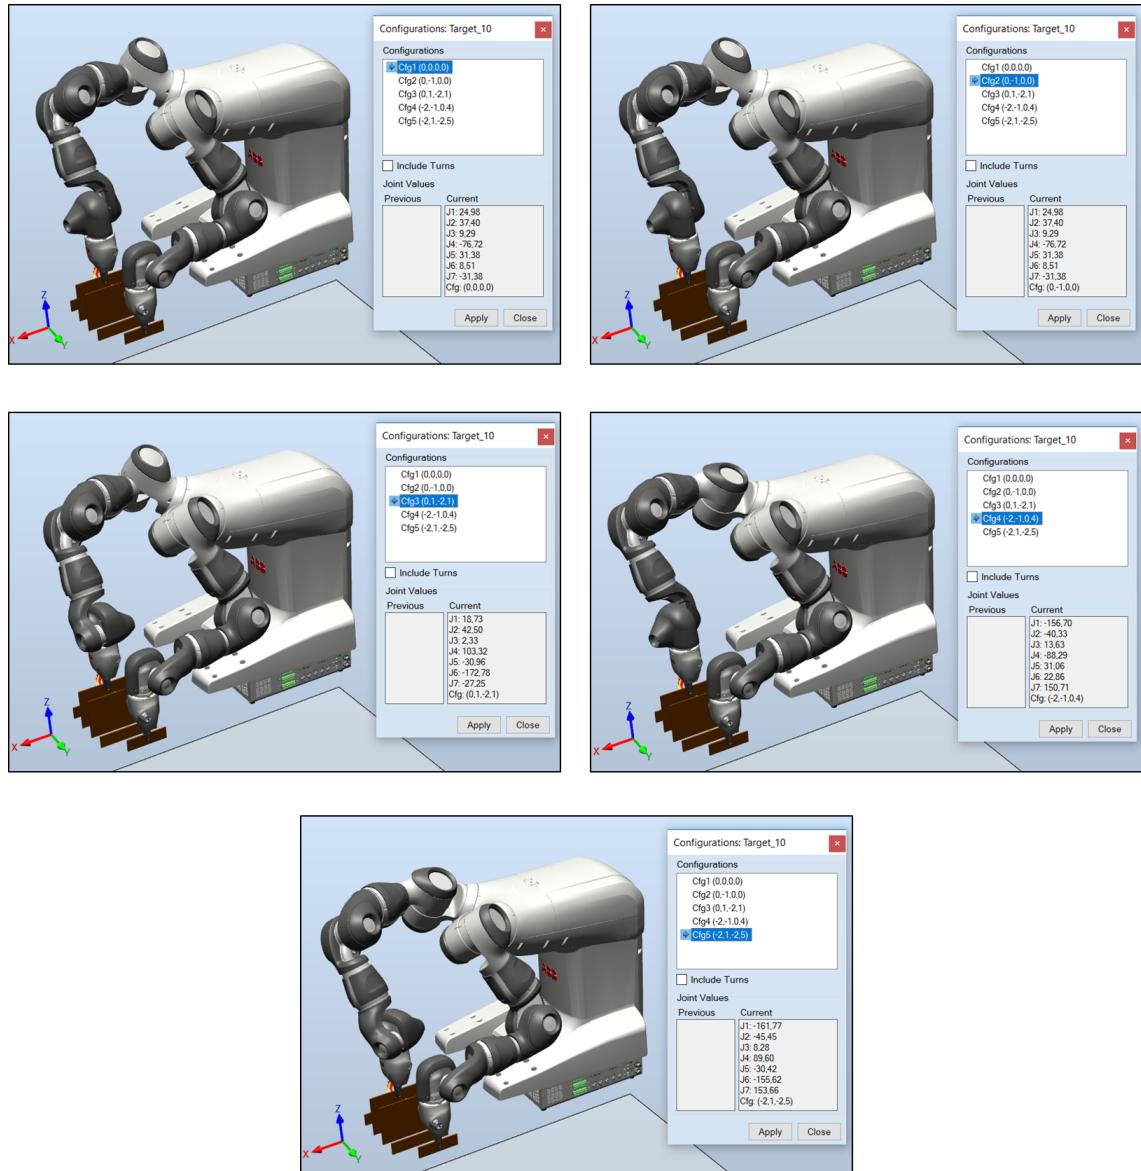 Configurations: Target_10
Configurations
Cfg1 (0,0,0,0)
Cfg2 (0,-1,0,0)
Cfg3 (0,1,-2,1)
Cfg4 (-2,-1,0,4)
Cfg5 (-2,1,-2,5)
Include Turns
Joint Values
Previous Current
J1: 24,98
J2: 37,40
J3: 9,29
J4: -76,72
J5: 31,38
J6: 8,51
J7: -31,38
Cfg: (0,0,0,0)
Apply Close
ABB
Z
X
Y
Configurations: Target_10
Configurations
Cfg1 (0,0,0,0)
Cfg2 (0,-1,0,0)
Cfg3 (0,1,-2,1)
Cfg4 (-2,-1,0,4)
Cfg5 (-2,1,-2,5)
Include Turns
Joint Values
Previous Current
J1: 24,98
J2: 37,40
J3: 9,29
J4: -76,72
J5: 31,38
J6: 8,51
J7: -31,38
Cfg: (0,-1,0,0)
Apply Close
ABB
Z
X
Y
Configurations: Target_10
Configurations
Cfg1 (0,0,0,0)
Cfg2 (0,-1,0,0)
Cfg3 (0,1,-2,1)
Cfg4 (-2,-1,0,4)
Cfg5 (-2,1,-2,5)
Include Turns
Joint Values
Previous Current
J1: 18,73
J2: 42,50
J3: 2,33
J4: 103,32
J5: -30,96
J6: -172,78
J7: -27,25
Cfg: (0,1,-2,1)
Apply Close
ABB
Z
X
Y
Configurations: Target_10
Configurations
Cfg1 (0,0,0,0)
Cfg2 (0,-1,0,0)
Cfg3 (0,1,-2,1)
Cfg4 (-2,-1,0,4)
Cfg5 (-2,1,-2,5)
Include Turns
Joint Values
Previous Current
J1: -156,70
J2: -40,33
J3: 13,63
J4: -88,29
J5: 31,06
J6: 22,86
J7: 150,71
Cfg: (-2,-1,0,4)
Apply Close
ABB
Z
X
Y
Configurations: Target_10
Configurations
Cfg1 (0,0,0,0)
Cfg2 (0,-1,0,0)
Cfg3 (0,1,-2,1)
Cfg4 (-2,-1,0,4)
Cfg5 (-2,1,-2,5)
Include Turns
Joint Values
Previous Current
J1: -161,77
J2: -45,45
J3: 8,28
J4: 89,60
J5: -30,42
J6: -155,62
J7: 153,66
Cfg: (-2,1,-2,5)
Apply Close
ABB
Z
X
Y